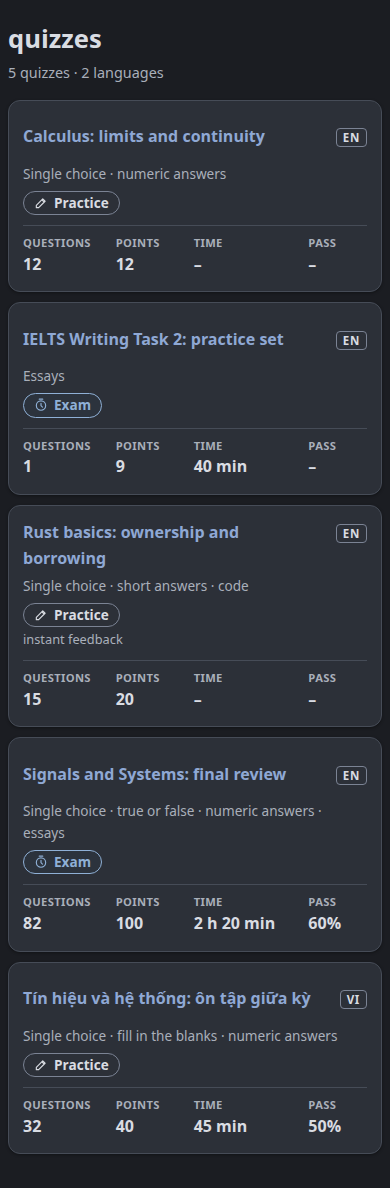 quizzes
5 quizzes · 2 languages
Calculus: limits and continuity EN
Single choice · numeric answers
Practice
QUESTIONS POINTS TIME PASS
12 12 – –
IELTS Writing Task 2: practice set EN
Essays
Exam
QUESTIONS POINTS TIME PASS
1 9 40 min –
Rust basics: ownership and EN
borrowing
Single choice · short answers · code
Practice
instant feedback
QUESTIONS POINTS TIME PASS
15 20 – –
Signals and Systems: final review EN
Single choice · true or false · numeric answers ·
essays
Exam
QUESTIONS POINTS TIME PASS
82 100 2 h 20 min 60%
Tín hiệu và hệ thống: ôn tập giữa kỳ VI
Single choice · fill in the blanks · numeric answers
Practice
QUESTIONS POINTS TIME PASS
32 40 45 min 50%